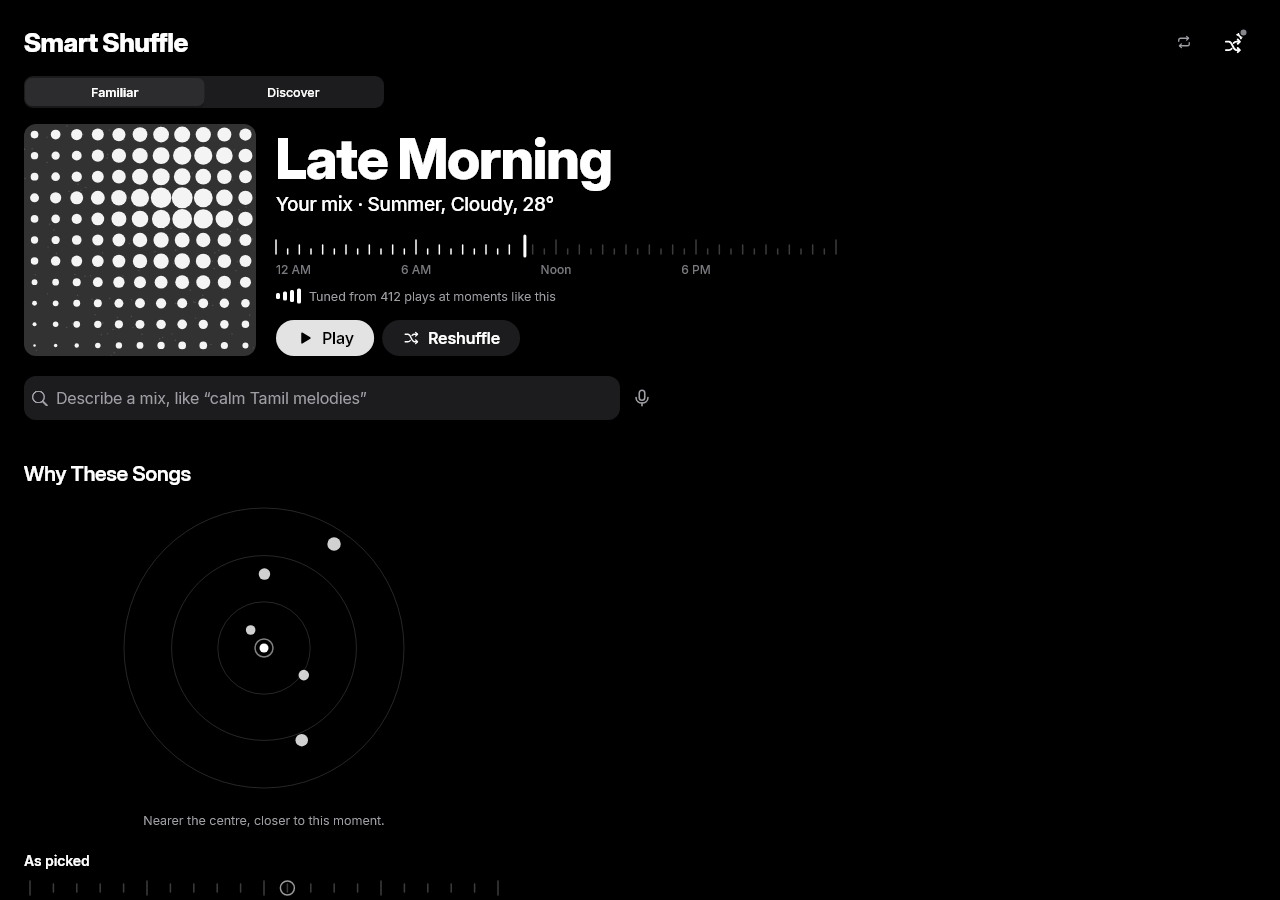 Smart Shuffle
Familiar
Discover
Late Morning
Your mix · Summer, Cloudy, 28°
12 AM
6 AM
Noon
6 PM
Tuned from 412 plays at moments like this
Play
Reshuffle
Describe a mix, like “calm Tamil melodies”
Why These Songs
Nearer the centre, closer to this moment.
As picked